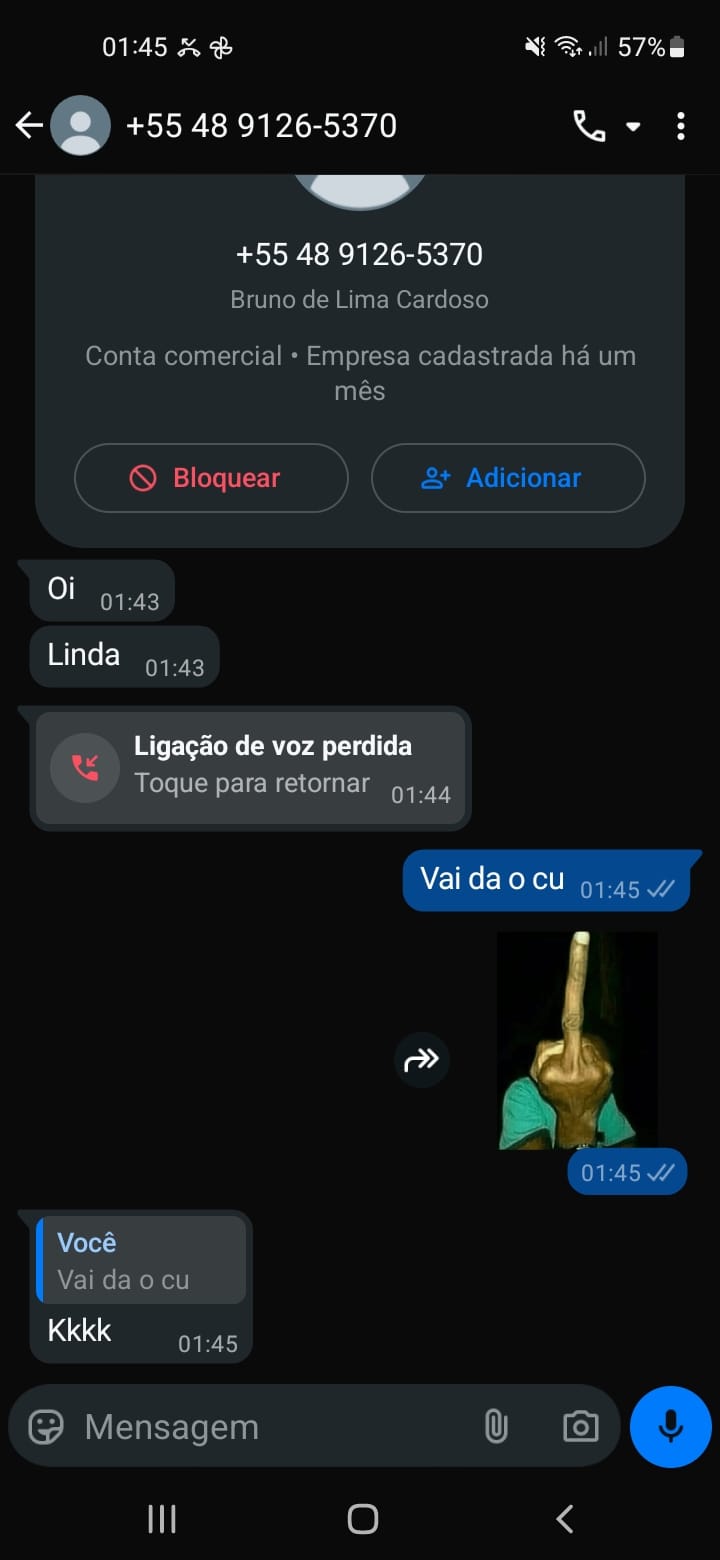 01:45
57%
+55 48 9126-5370
+55 48 9126-5370
Bruno de Lima Cardoso
Conta comercial • Empresa cadastrada há um
mês
Bloquear
Adicionar
Oi 01:43
Linda 01:43
Ligação de voz perdida
Toque para retornar 01:44
Vai da o cu 01:45
01:45
Você
Vai da o cu
Kkkk 01:45
Mensagem